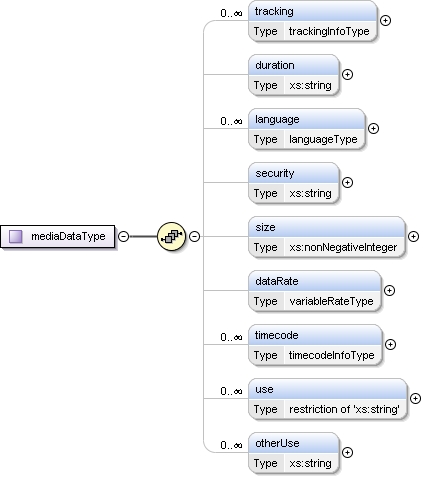 0..∞ tracking
Type trackingInfoType
duration
Type xs:string
0..∞ language
Type languageType
security
Type xs:string
mediaDataType
size
Type xs:nonNegativeInteger
dataRate
Type variableRateType
0..∞ timecode
Type timecodeInfoType
0..∞ use
Type restriction of 'xs:string'
0..∞ otherUse
Type xs:string